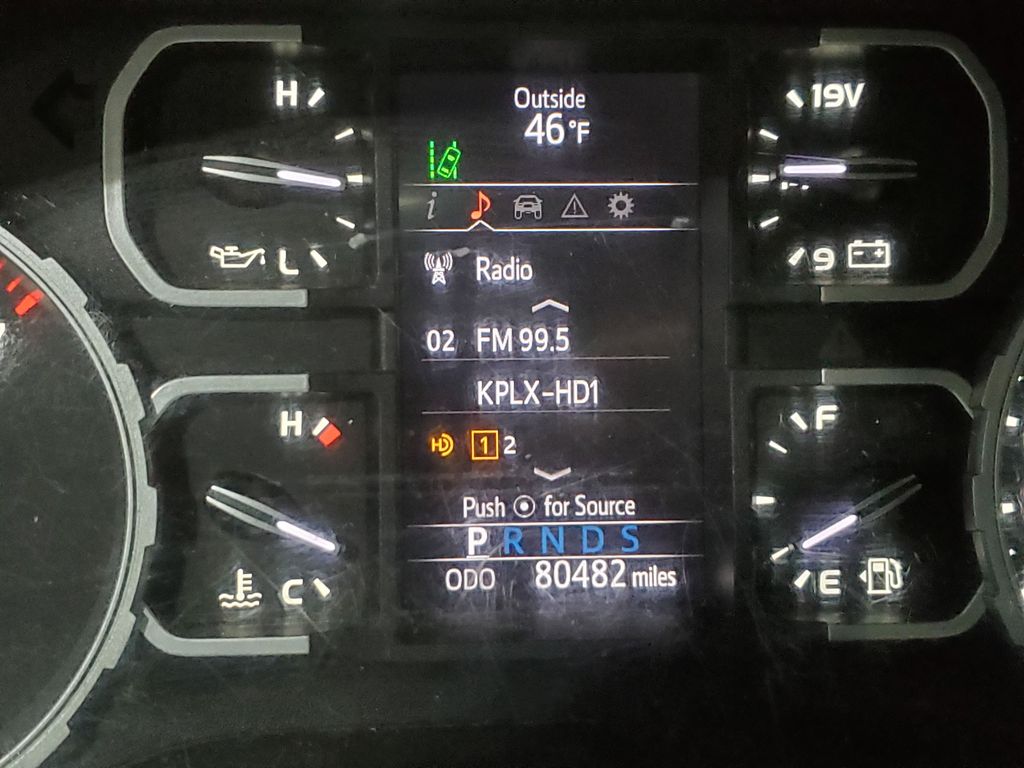 H
L
H
C
Outside
46°F
i
Radio
02 FM 99.5
KPLX-HD1
HD 1 2
Push for Source
P R N D S
ODO 80482 miles
19V
9
F
E